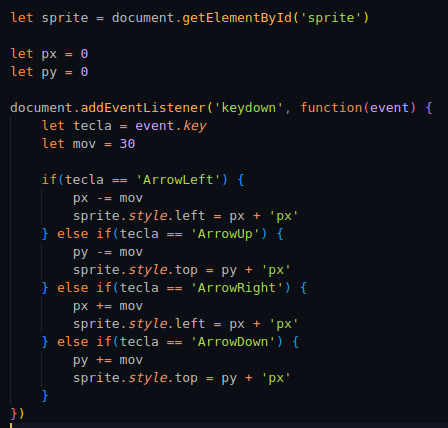 let sprite = document.getElementById('sprite')

let px = 0
let py = 0

document.addEventListener('keydown', function(event) {
    let tecla = event.key
    let mov = 30

    if(tecla == 'ArrowLeft') {
        px -= mov
        sprite.style.left = px + 'px'
    } else if(tecla == 'ArrowUp') {
        py -= mov
        sprite.style.top = py + 'px'
    } else if(tecla == 'ArrowRight') {
        px += mov
        sprite.style.left = px + 'px'
    } else if(tecla == 'ArrowDown') {
        py += mov
        sprite.style.top = py + 'px'
    }
})